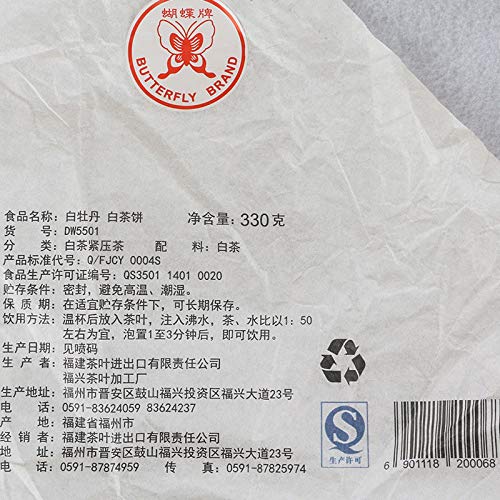 蝴蝶牌
BUTTERFLY BRAND
食品名称：白牡丹 白茶饼 净含量：330克
货 号：DW5501
分 类：白茶紧压茶 配 料：白茶
产品标准代号：Q/FJCY 0004S
食品生产许可证编号：QS3501 1401 0020
贮存条件：密封，避免高温、潮湿。
保 质 期：在适宜贮存条件下，可长期保存。
饮用方法：温杯后放入茶叶，注入沸水，茶、水比以1：50
左右为宜，泡置1至3分钟后，即可饮用。
生产日期：见喷码
生 产 者：福建茶叶进出口有限责任公司
福兴茶叶加工厂
生产地址：福州市晋安区鼓山福兴投资区福兴大道23号
电 话：0591-83624059 83624237
产 地：福建省福州市
经 销 者：福建茶叶进出口有限责任公司
地 址：福州市晋安区鼓山福兴投资区福兴大道23号
电 话：0591-87874959 传 真：0591-87825974
QS
生产许可
6 901118 200068